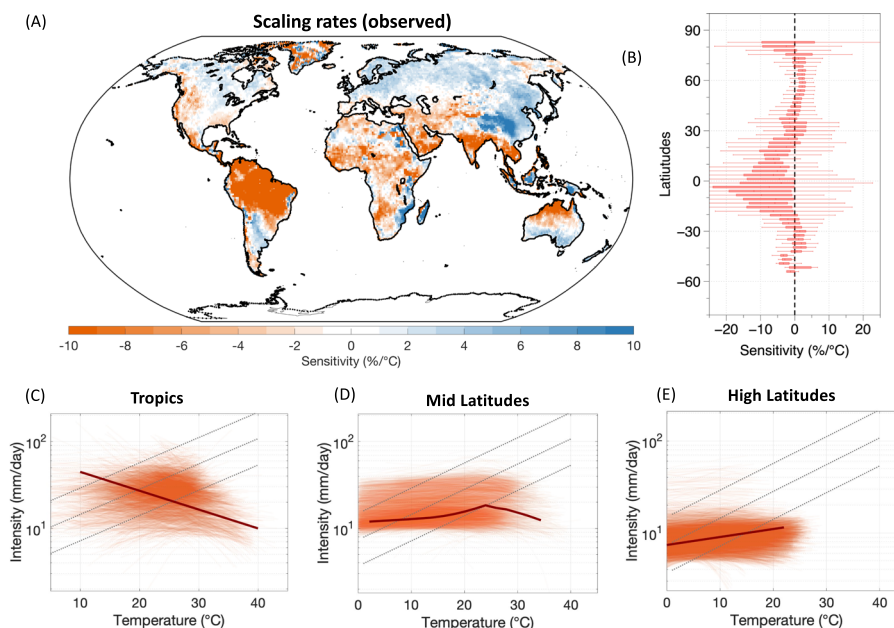 (A)
Scaling rates (observed)
-10 -8 -6 -4 -2 0 2 4 6 8 10
Sensitivity (%/°C)
(B)
90
60
30
0
−30
−60
Latiutudes
−20 −10 0 10 20
Sensitivity (%/°C)
(C)
Tropics
10²
10¹
Intensity (mm/day)
10 20 30 40
Temperature (°C)
(D)
Mid Latitudes
10²
10¹
Intensity (mm/day)
0 10 20 30 40
Temperature (°C)
(E)
High Latitudes
10²
10¹
Intensity (mm/day)
0 10 20 30 40
Temperature (°C)